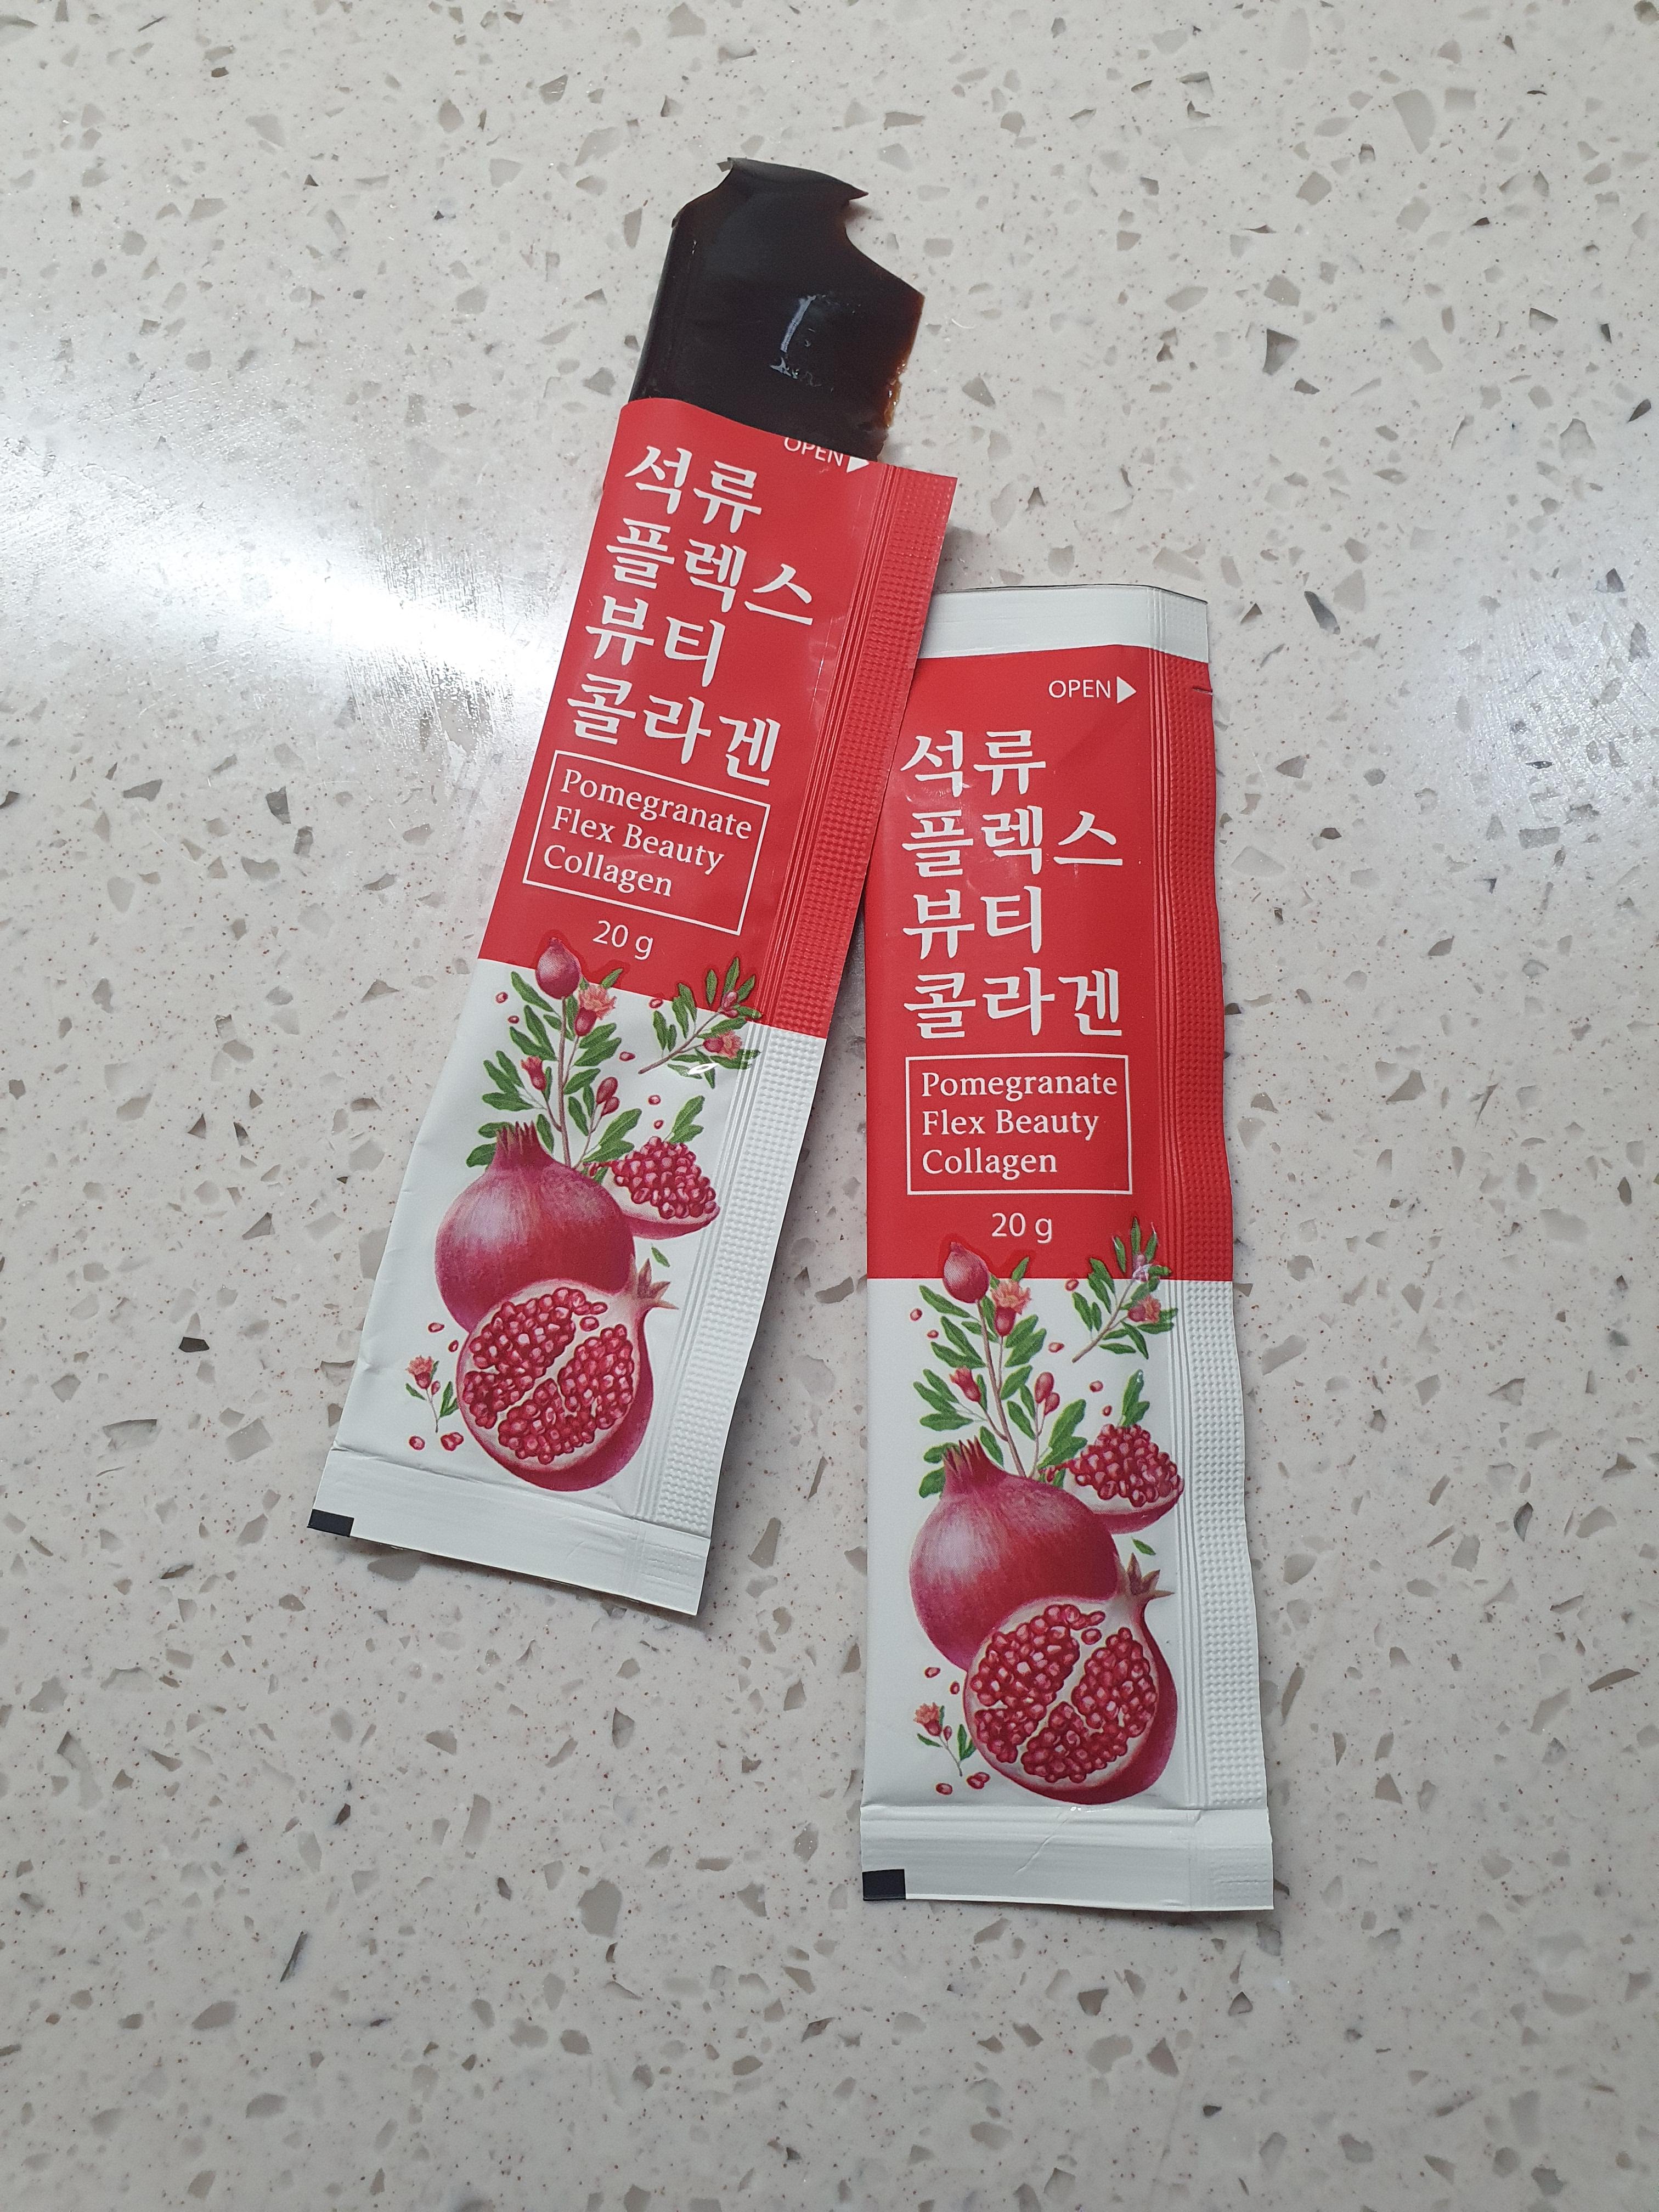 OPEN
석류
플렉스
뷰티
콜라겐
Pomegranate
Flex Beauty
Collagen
20 g
OPEN
석류
플렉스
뷰티
콜라겐
Pomegranate
Flex Beauty
Collagen
20 g